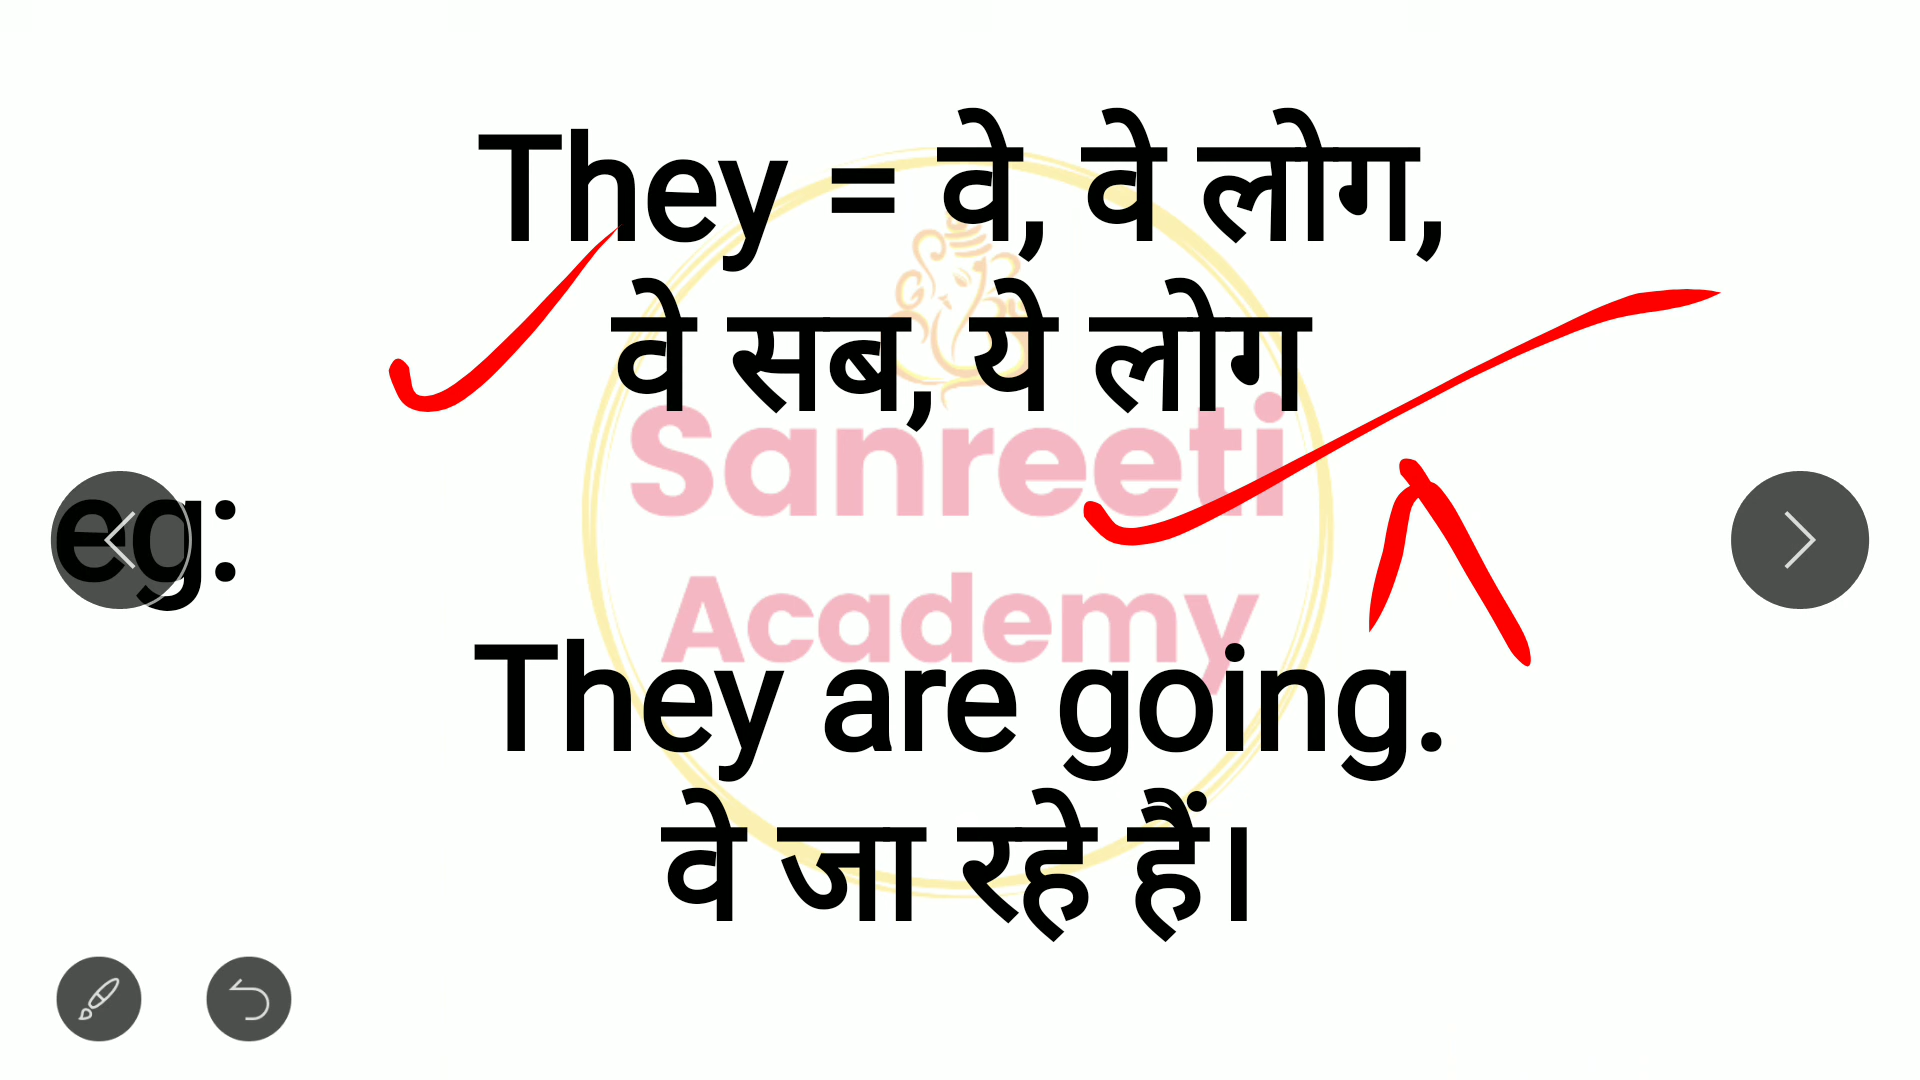 They = वे, वे लोग,
वे सब, ये लोग
Sanreeti
eg:
Academy
They are going.
वे जा रहे हैं।